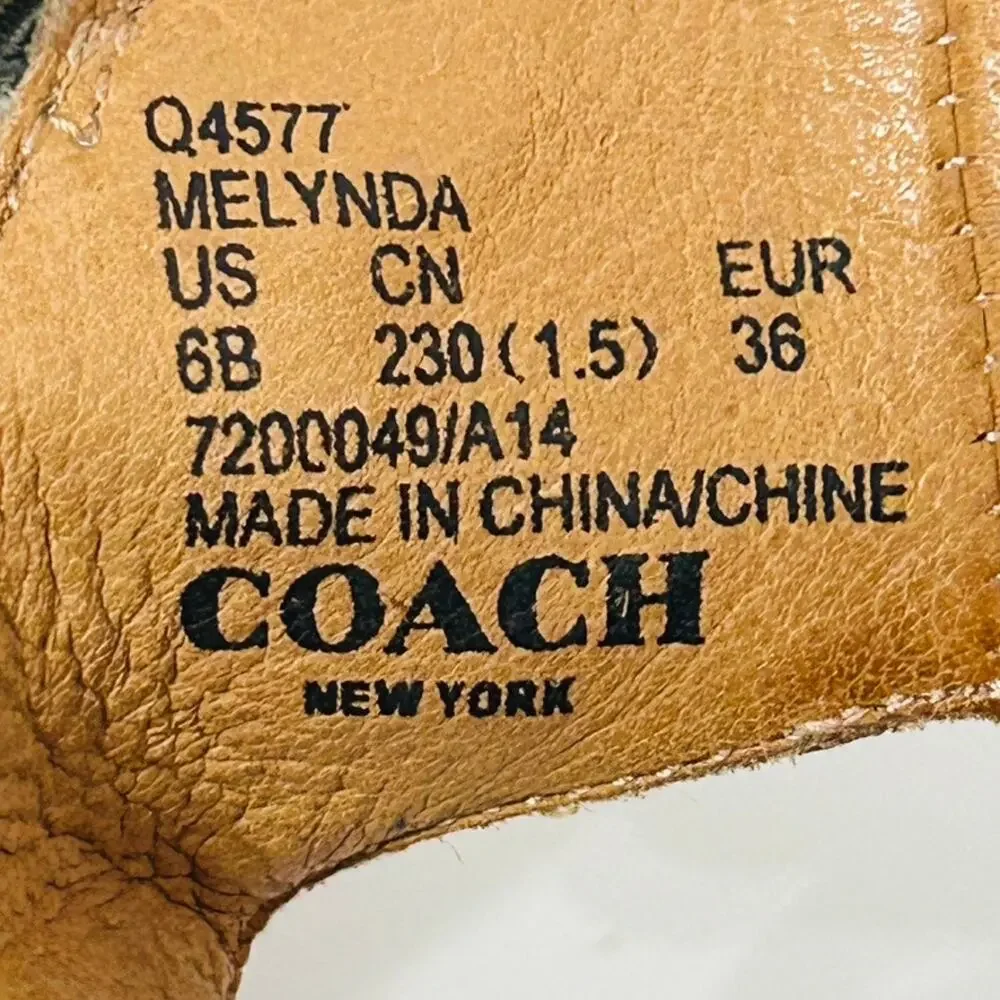 Q4577
MELYNDA
US CN EUR
6B 230(1.5) 36
7200049/A14
MADE IN CHINA/CHINE
COACH
NEW YORK